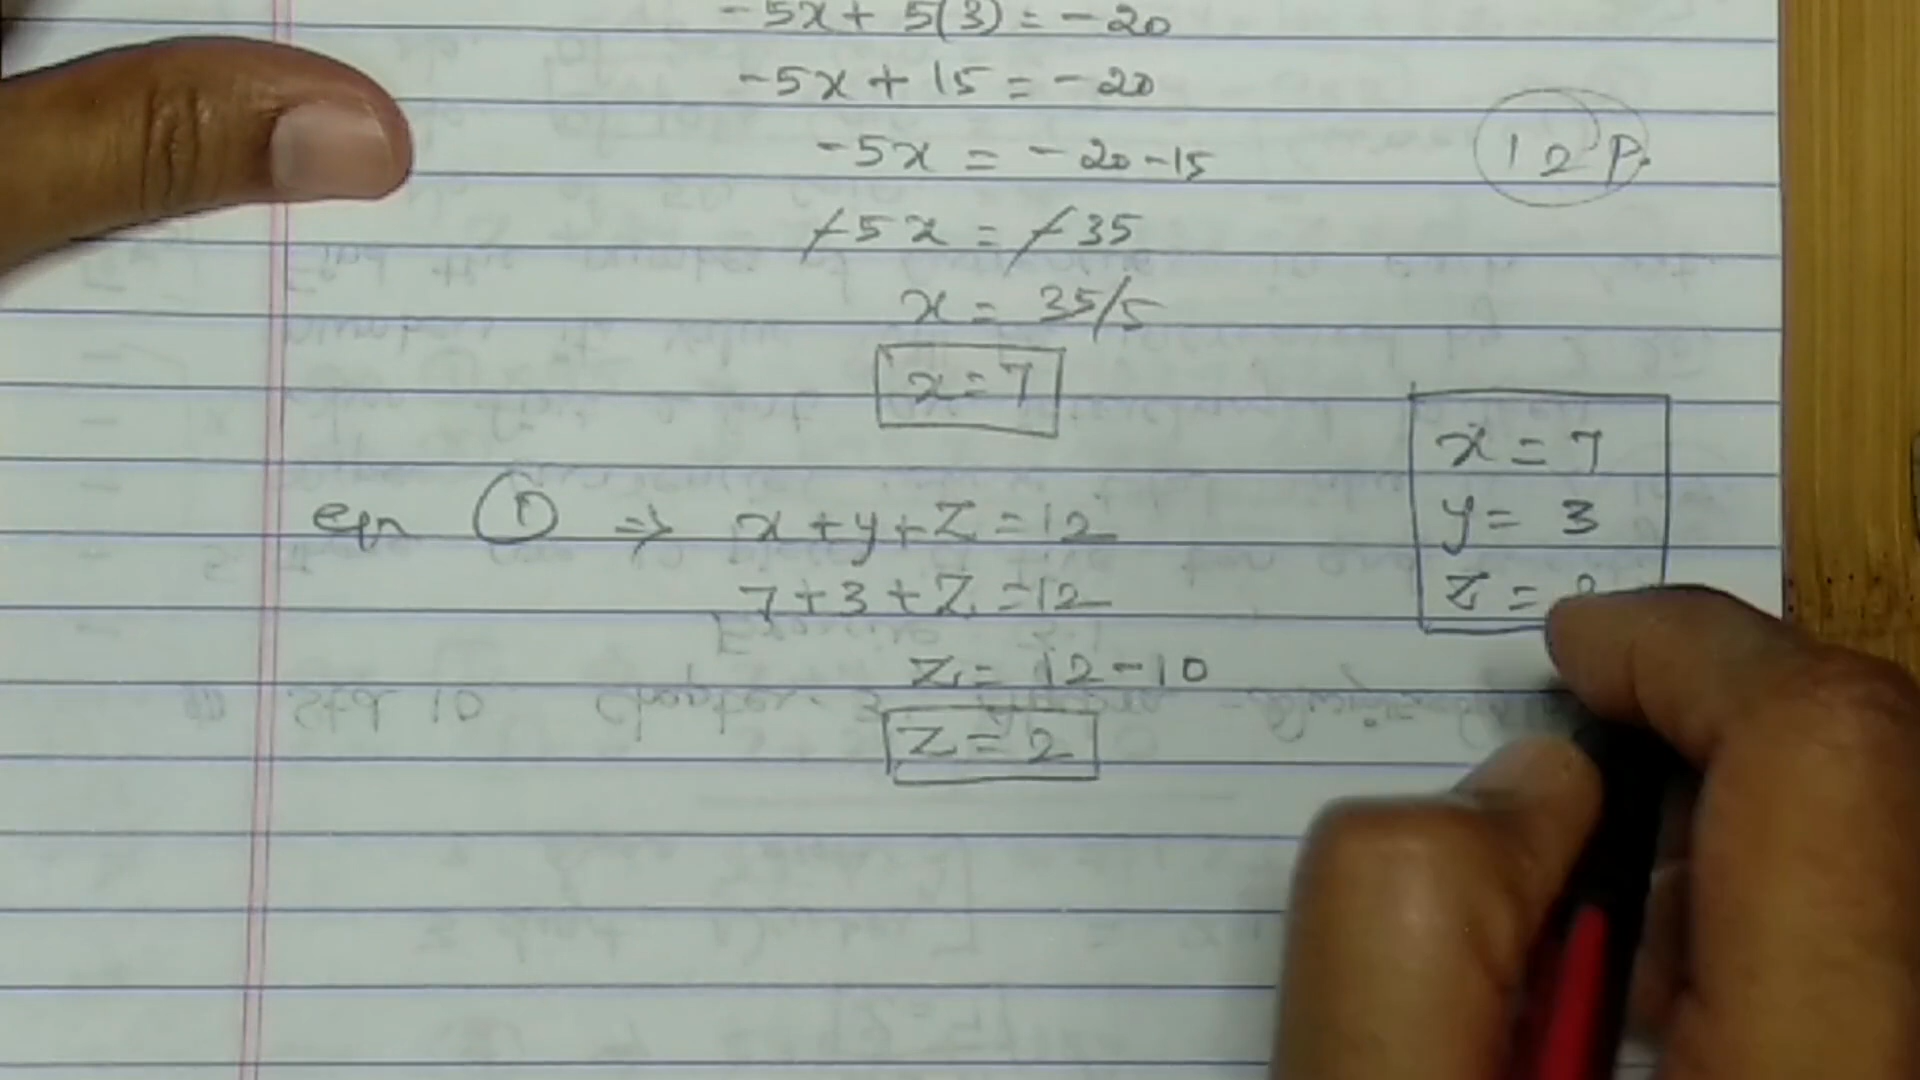 -5x + 5(3) = -20
-5x + 15 = -20
-5x = -20-15
-5x = -35
x = 35/5
x = 7
eqn ① ⇒ x + y + z = 12
7 + 3 + z = 12
z = 12-10
z = 2
12 P.
x = 7
y = 3
z =